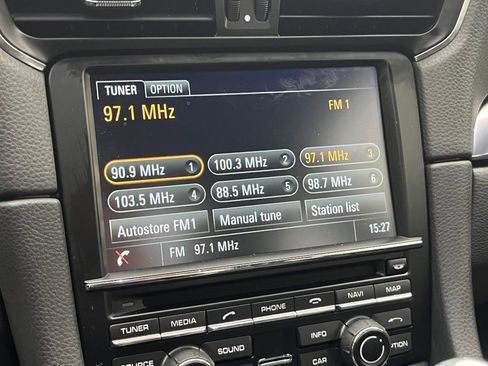 TUNER OPTION
97.1 MHz FM 1
90.9 MHz 1 100.3 MHz 2 97.1 MHz 3
103.5 MHz 4 88.5 MHz 5 98.7 MHz 6
Autostore FM1 Manual tune Station list
FM 97.1 MHz 15:27
TUNER MEDIA PHONE NAVI MAP
SOURCE SOUND INFO
CAR